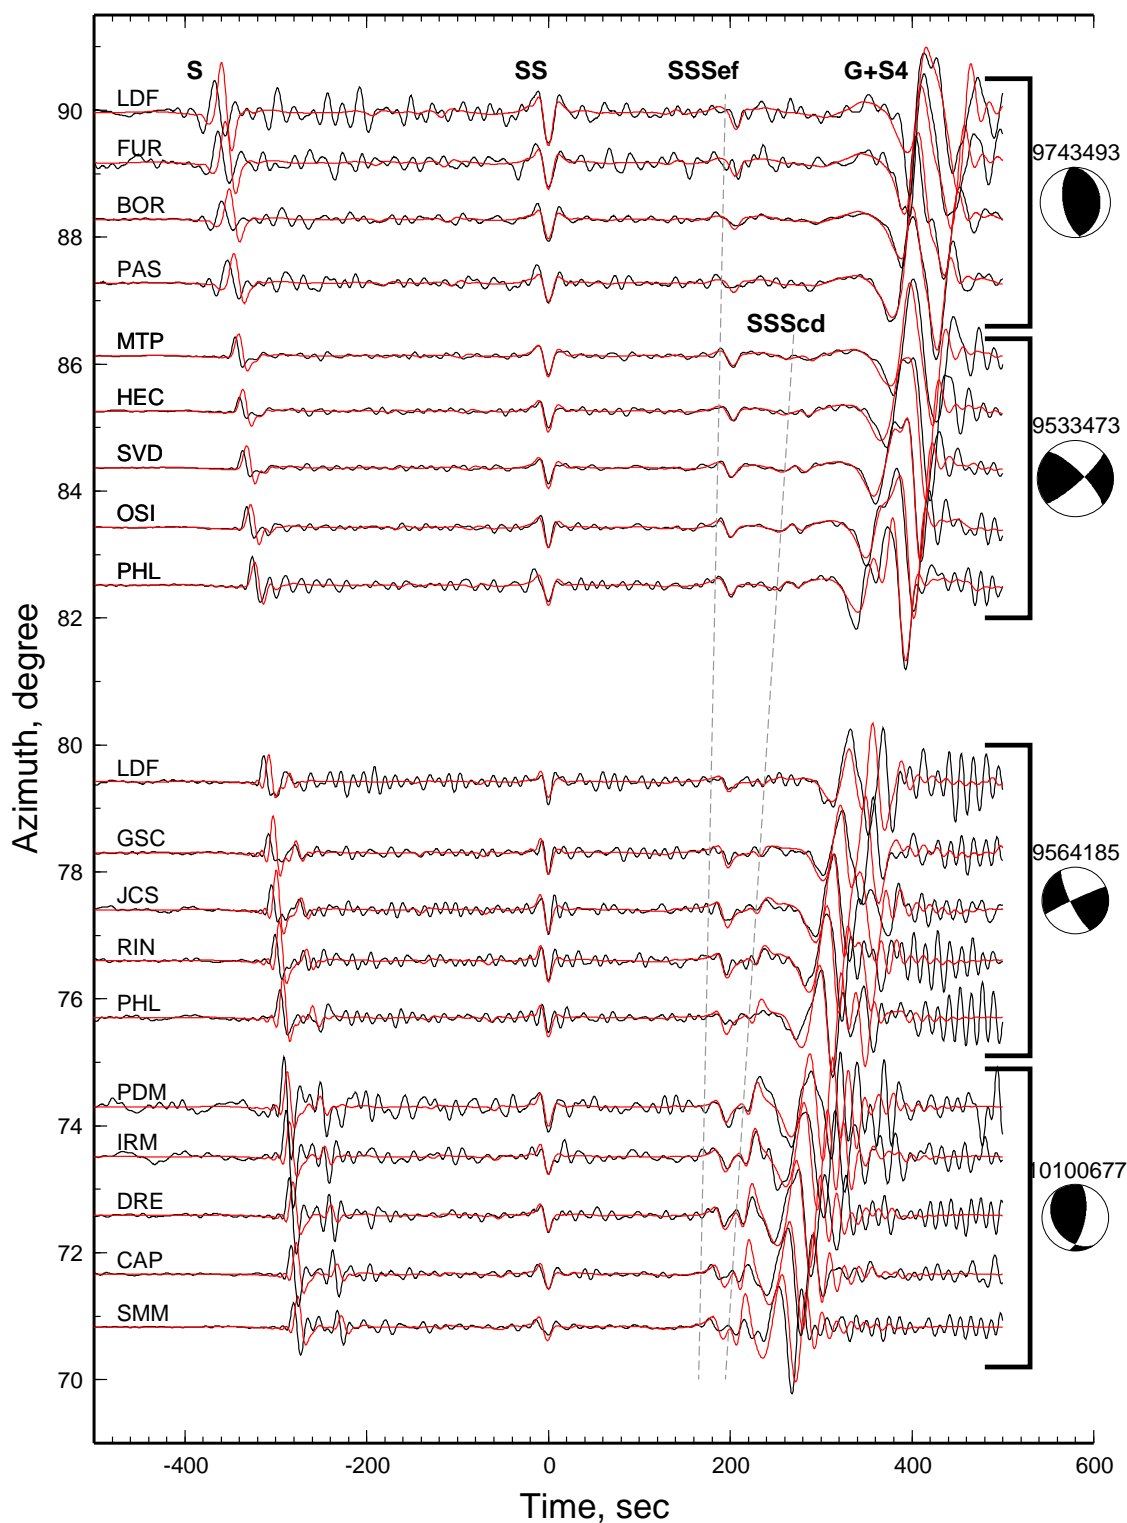 S SS SSSef G+S4
LDF
90
FUR
9743493
BOR
88
PAS
SSScd
MTP
86
HEC
9533473
SVD
84
OSI
PHL
82
80
LDF
GSC
9564185
78
JCS
RIN
76
PHL
PDM
74
IRM
10100677
DRE
72
CAP
SMM
70
Azimuth, degree
-400 -200 0 200 400 600
Time, sec